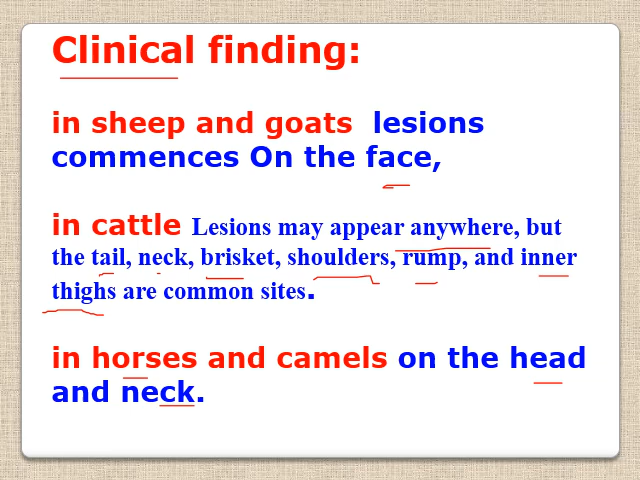 Clinical finding:
in sheep and goats  lesions
commences On the face,
in cattle Lesions may appear anywhere, but
the tail, neck, brisket, shoulders, rump, and inner
thighs are common sites.
in horses and camels on the head
and neck.